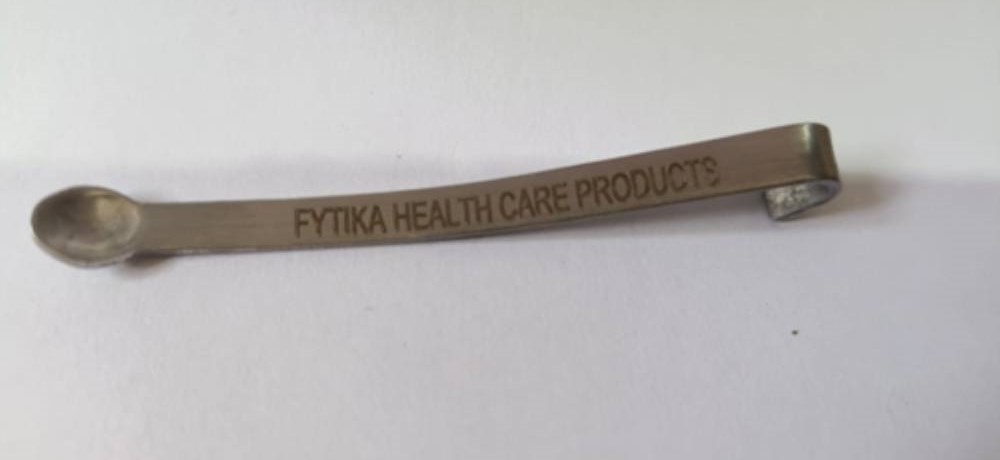 FYTIKA HEALTH CARE PRODUCTS